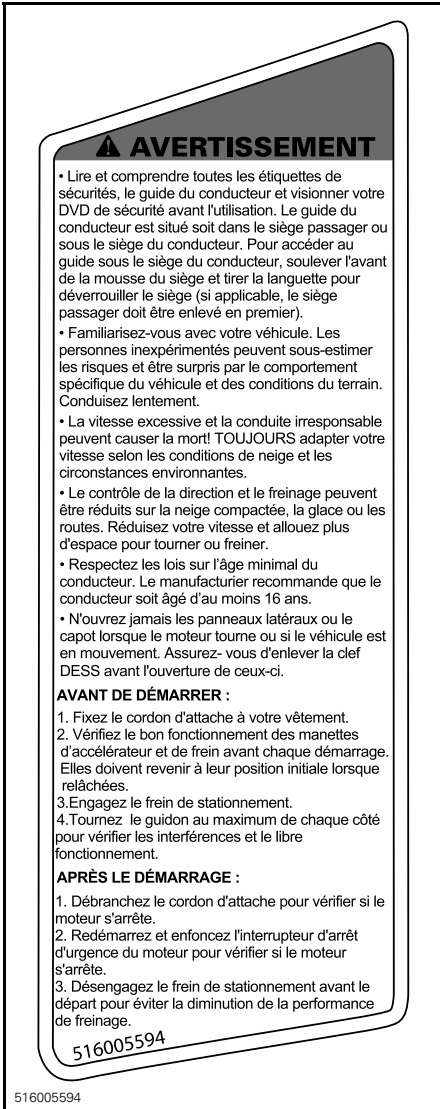 ⚠ AVERTISSEMENT
• Lire et comprendre toutes les étiquettes de
sécurités, le guide du conducteur et visionner votre
DVD de sécurité avant l'utilisation. Le guide du
conducteur est situé soit dans le siège passager ou
sous le siège du conducteur. Pour accéder au
guide sous le siège du conducteur, soulever l'avant
de la mousse du siège et tirer la languette pour
déverrouiller le siège (si applicable, le siège
passager doit être enlevé en premier).
• Familiarisez-vous avec votre véhicule. Les
personnes inexpérimentés peuvent sous-estimer
les risques et être surpris par le comportement
spécifique du véhicule et des conditions du terrain.
Conduisez lentement.
• La vitesse excessive et la conduite irresponsable
peuvent causer la mort! TOUJOURS adapter votre
vitesse selon les conditions de neige et les
circonstances environnantes.
• Le contrôle de la direction et le freinage peuvent
être réduits sur la neige compactée, la glace ou les
routes. Réduisez votre vitesse et allouez plus
d'espace pour tourner ou freiner.
• Respectez les lois sur l'âge minimal du
conducteur. Le manufacturier recommande que le
conducteur soit âgé d'au moins 16 ans.
• N'ouvrez jamais les panneaux latéraux ou le
capot lorsque le moteur tourne ou si le véhicule est
en mouvement. Assurez- vous d'enlever la clef
DESS avant l'ouverture de ceux-ci.
AVANT DE DÉMARRER :
1. Fixez le cordon d'attache à votre vêtement.
2. Vérifiez le bon fonctionnement des manettes
d'accélérateur et de frein avant chaque démarrage.
Elles doivent revenir à leur position initiale lorsque
relâchées.
3.Engagez le frein de stationnement.
4.Tournez le guidon au maximum de chaque côté
pour vérifier les interférences et le libre
fonctionnement.
APRÈS LE DÉMARRAGE :
1. Débranchez le cordon d'attache pour vérifier si le
moteur s'arrête.
2. Redémarrez et enfoncez l'interrupteur d'arrêt
d'urgence du moteur pour vérifier si le moteur
s'arrête.
3. Désengagez le frein de stationnement avant le
départ pour éviter la diminution de la performance
de freinage.
516005594
516005594